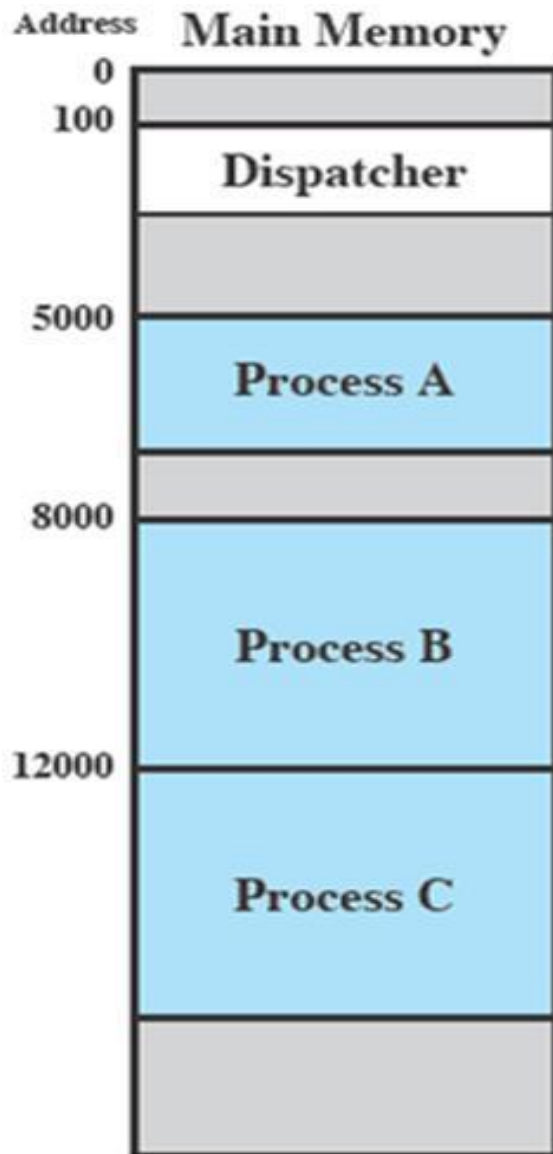 Address Main Memory
0
100
Dispatcher
5000
Process A
8000
Process B
12000
Process C